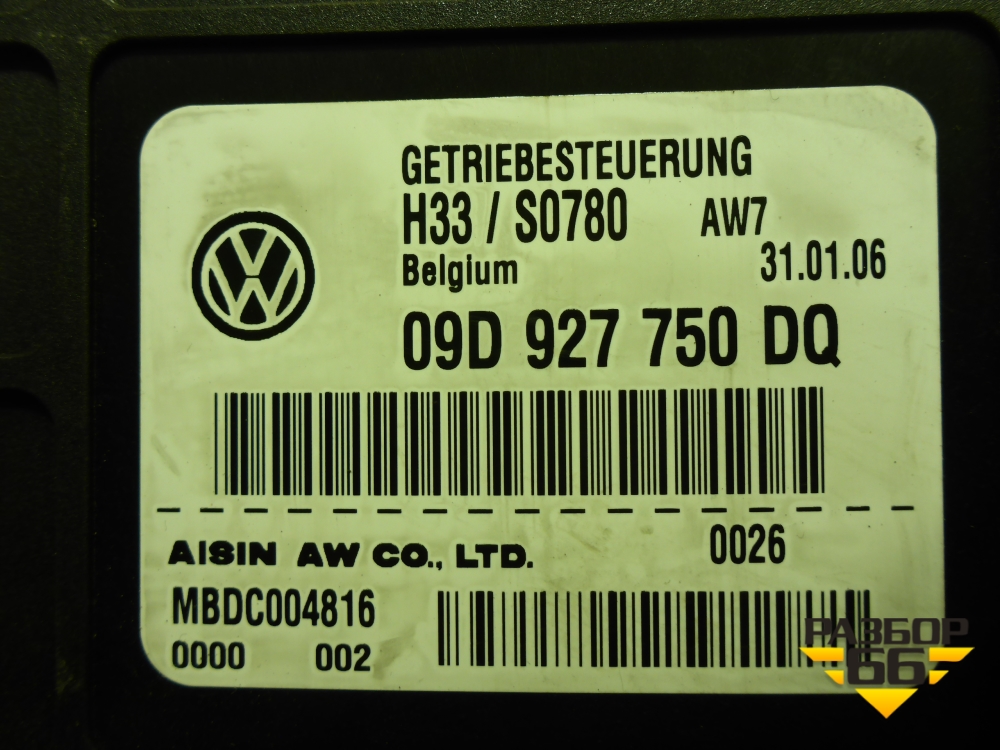 GETRIEBESTEUERUNG
H33 / S0780 AW7
Belgium 31.01.06
09D 927 750 DQ
AISIN AW CO., LTD. 0026
MBDC004816
0000 002
РАЗБОР
66